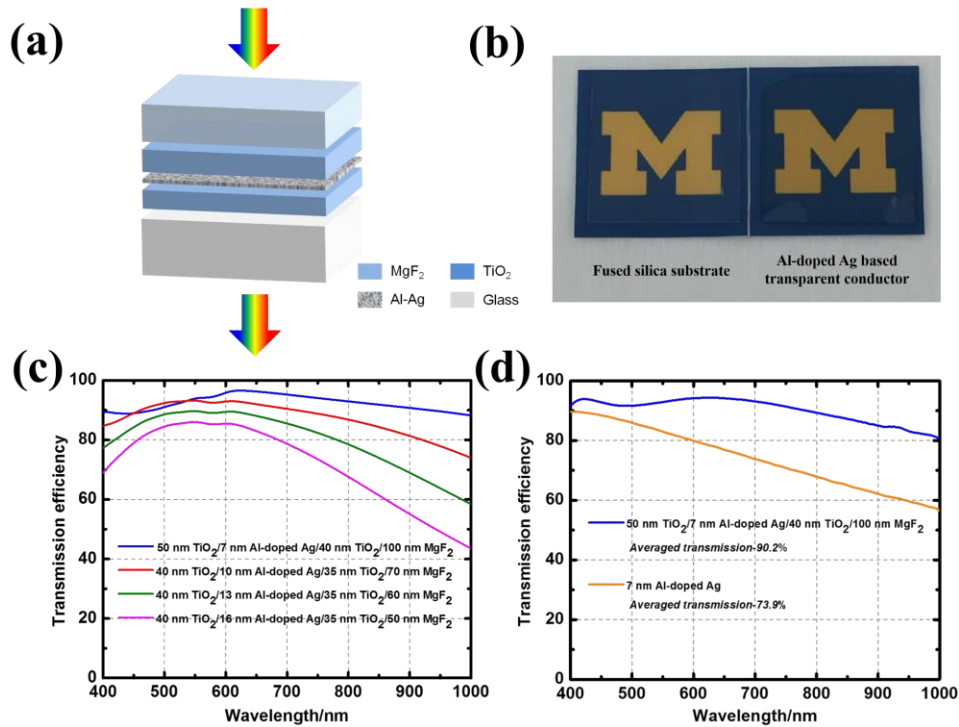 (a)
MgF2
TiO2
Al-Ag
Glass
(b)
M
M
Fused silica substrate
Al-doped Ag based
transparent conductor
(c)
Transmission efficiency
100
80
60
40
20
0
50 nm TiO2/7 nm Al-doped Ag/40 nm TiO2/100 nm MgF2
40 nm TiO2/10 nm Al-doped Ag/35 nm TiO2/70 nm MgF2
40 nm TiO2/13 nm Al-doped Ag/35 nm TiO2/60 nm MgF2
40 nm TiO2/16 nm Al-doped Ag/35 nm TiO2/50 nm MgF2
400 500 600 700 800 900 1000
Wavelength/nm
(d)
Transmission efficiency
100
80
60
40
20
0
50 nm TiO2/7 nm Al-doped Ag/40 nm TiO2/100 nm MgF2
Averaged transmission-90.2%
7 nm Al-doped Ag
Averaged transmission-73.9%
400 500 600 700 800 900 1000
Wavelength/nm